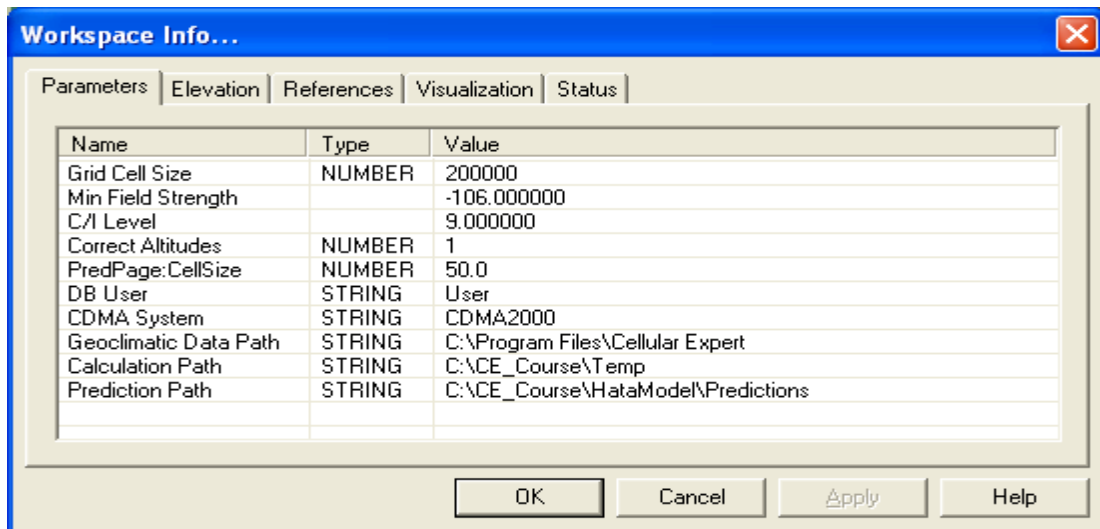 Workspace Info...
Parameters Elevation References Visualization Status
Name Type Value
Grid Cell Size NUMBER 200000
Min Field Strength -106.000000
C/I Level 9.000000
Correct Altitudes NUMBER 1
PredPage:CellSize NUMBER 50.0
DB User STRING User
CDMA System STRING CDMA2000
Geoclimatic Data Path STRING C:\Program Files\Cellular Expert
Calculation Path STRING C:\CE_Course\Temp
Prediction Path STRING C:\CE_Course\HataModel\Predictions
OK Cancel Apply Help